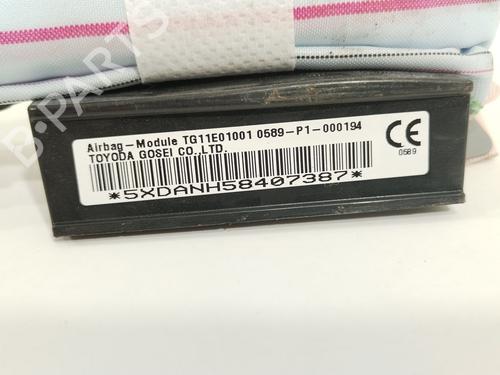 B-PARTS
Airbag-Module TG11E01001 0589-P1-000194
TOYODA GOSEI CO.,LTD.
CE
0589
*5XDANH58407387*